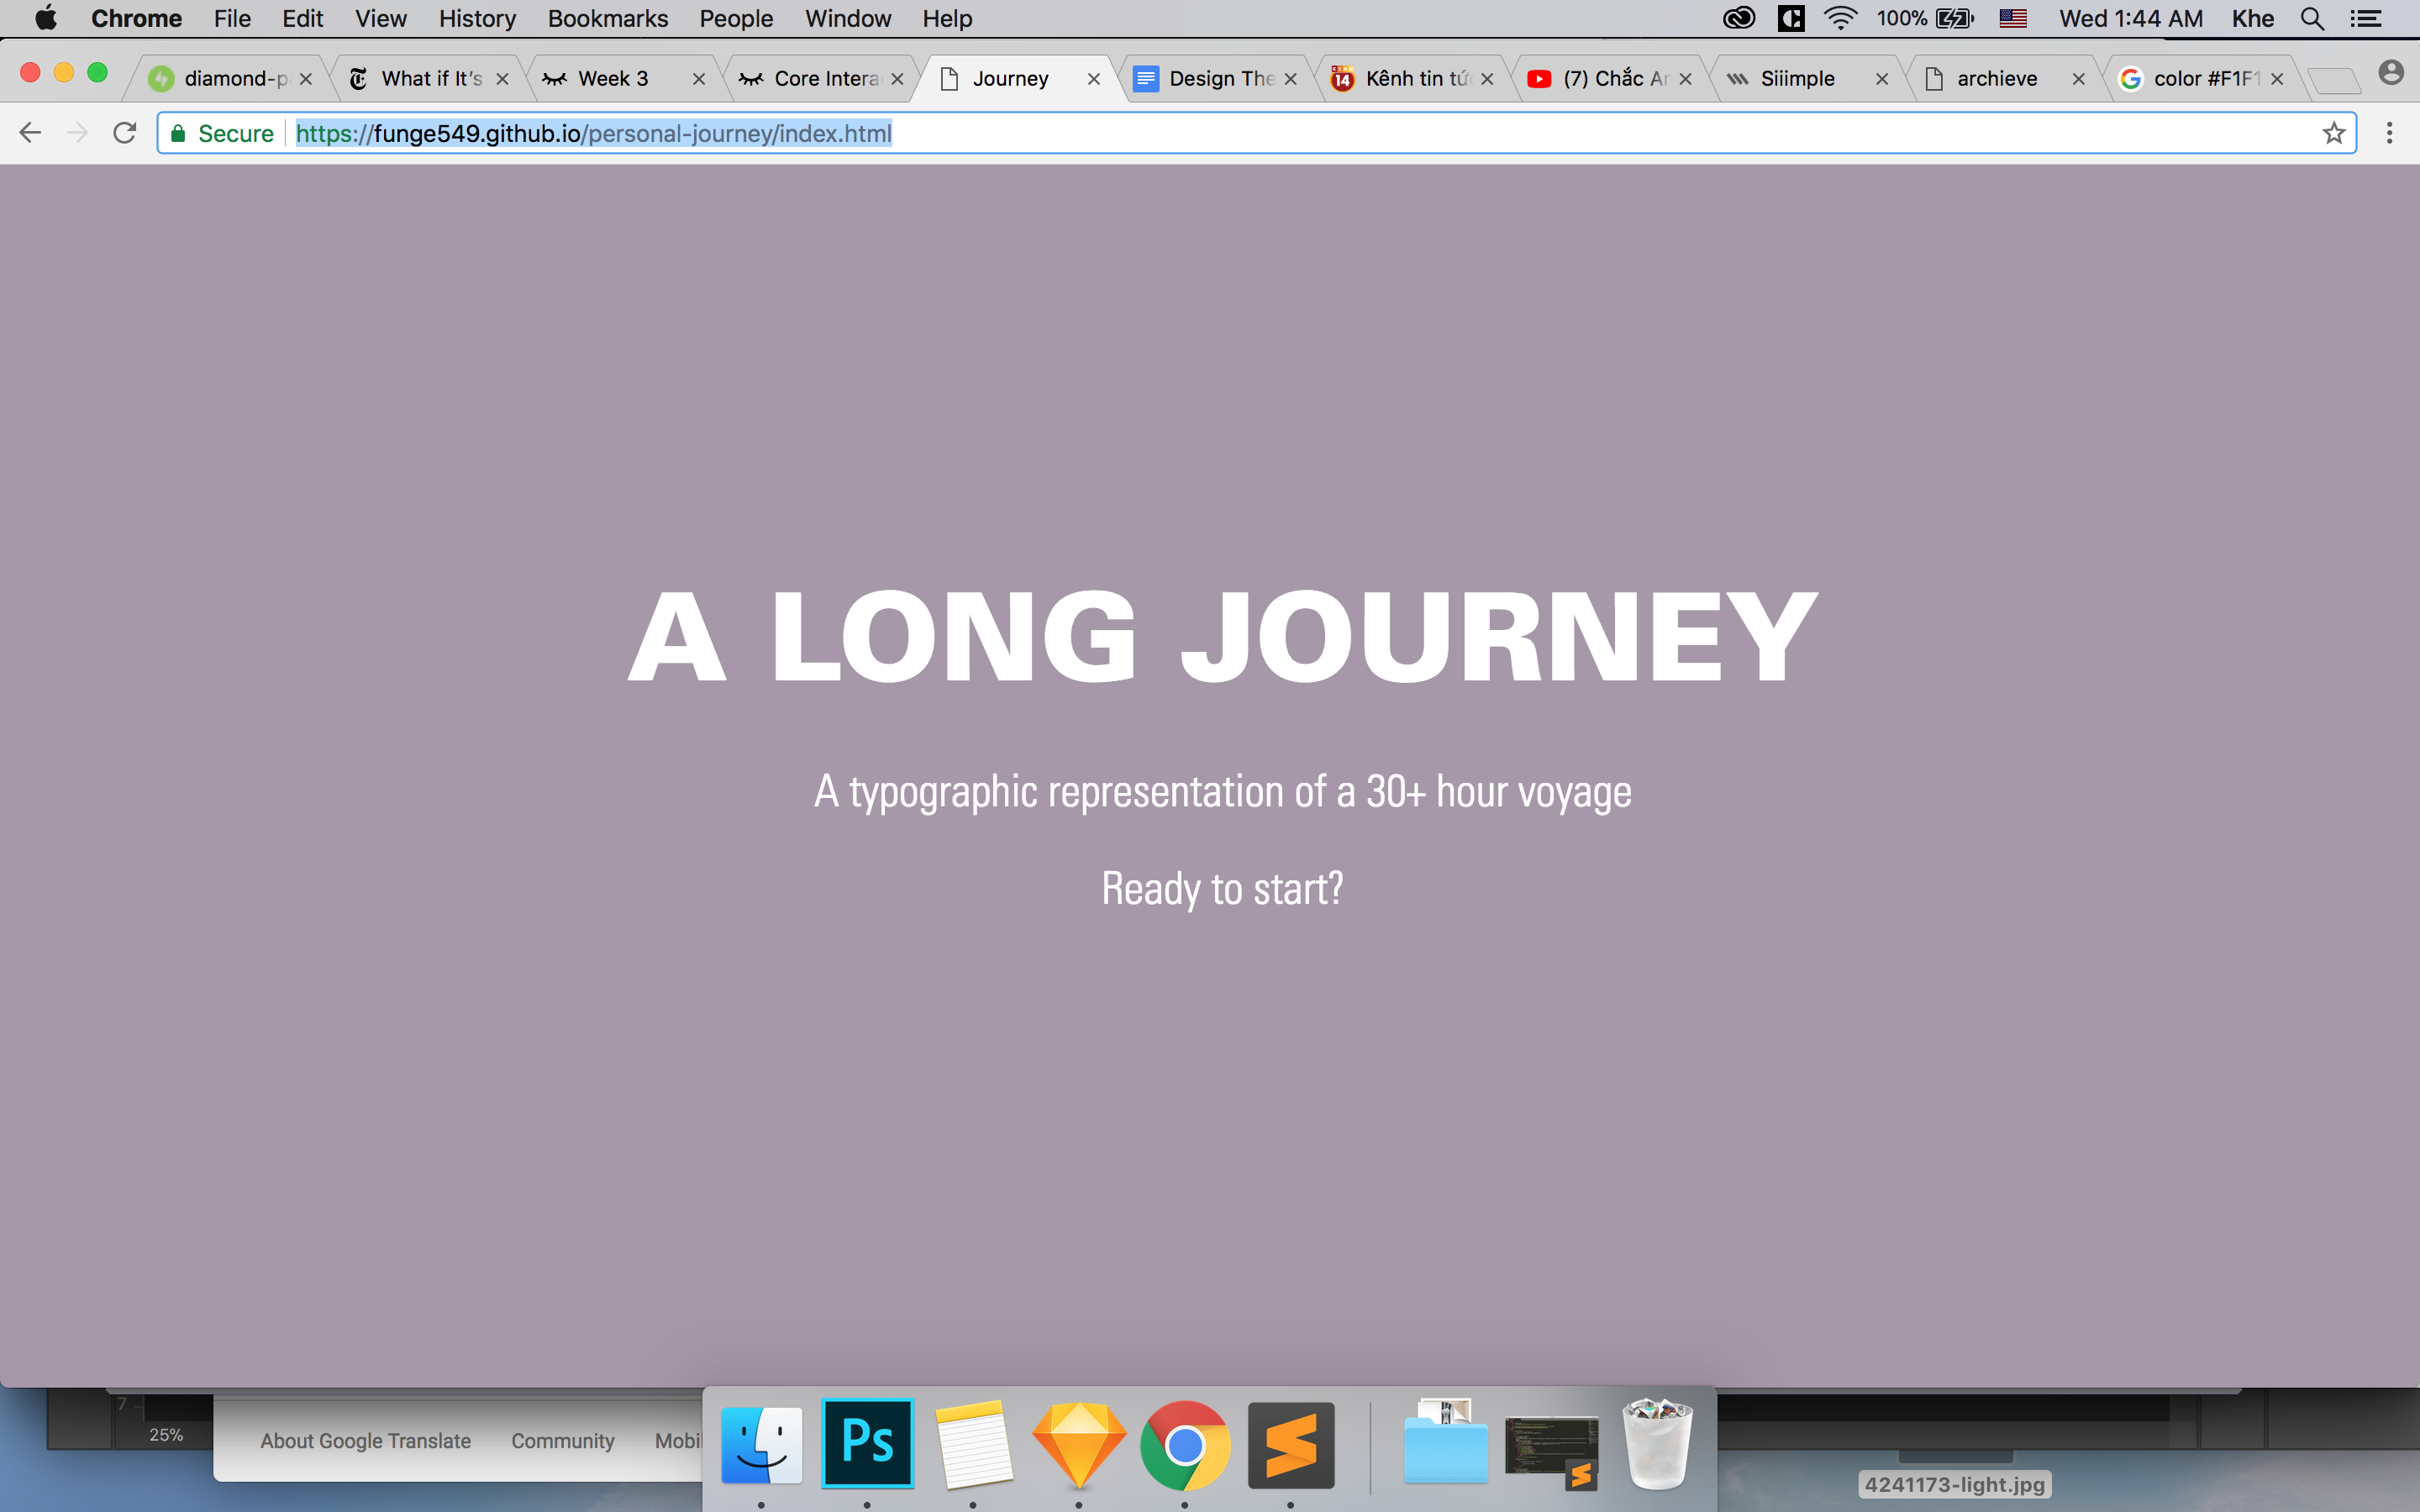 Chrome File Edit View History Bookmarks People Window Help 100% Wed 1:44 AM Khe
diamond-p What if It's Week 3 Core Intera Journey Design The 14 Kênh tin tứ (7) Chắc Ar Siiimple archieve color #F1F1
Secure https://funge549.github.io/personal-journey/index.html
A LONG JOURNEY
A typographic representation of a 30+ hour voyage
Ready to start?
7
25%
About Google Translate Community Mobil
Ps
4241173-light.jpg